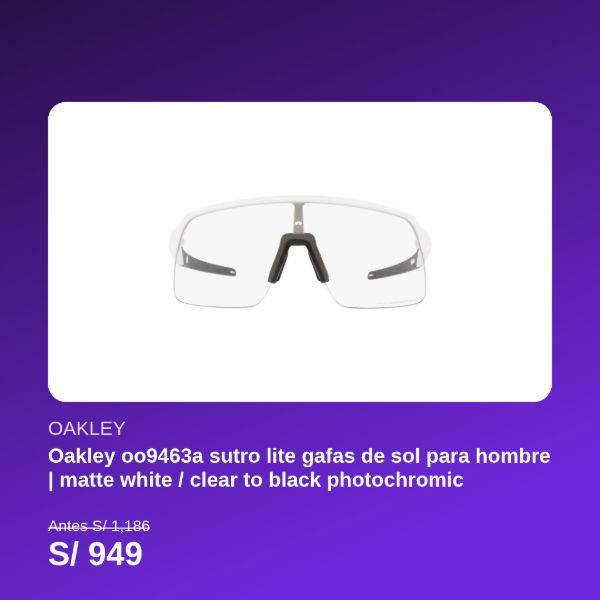 OAKLEY
Oakley oo9463a sutro lite gafas de sol para hombre
| matte white / clear to black photochromic
Antes S/ 1,186
S/ 949